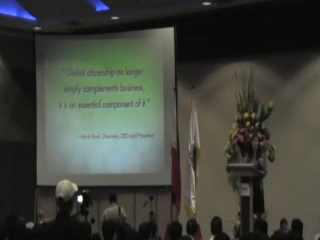 "Global citizenship no longer
simply complements business,
it is an essential component of it."
— Mark Hurd, Chairman, CEO and President